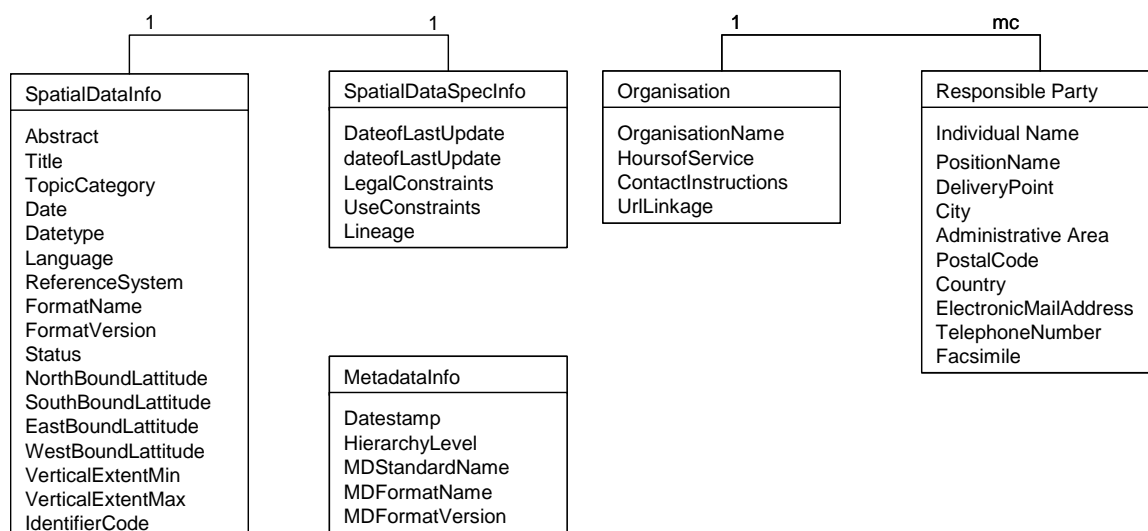 1
1
1
mc
SpatialDataInfo
Abstract
Title
TopicCategory
Date
Datetype
Language
ReferenceSystem
FormatName
FormatVersion
Status
NorthBoundLattitude
SouthBoundLattitude
EastBoundLattitude
WestBoundLattitude
VerticalExtentMin
VerticalExtentMax
IdentifierCode
SpatialDataSpecInfo
DateofLastUpdate
dateofLastUpdate
LegalConstraints
UseConstraints
Lineage
MetadataInfo
Datestamp
HierarchyLevel
MDStandardName
MDFormatName
MDFormatVersion
Organisation
OrganisationName
HoursofService
ContactInstructions
UrlLinkage
Responsible Party
Individual Name
PositionName
DeliveryPoint
City
Administrative Area
PostalCode
Country
ElectronicMailAddress
TelephoneNumber
Facsimile